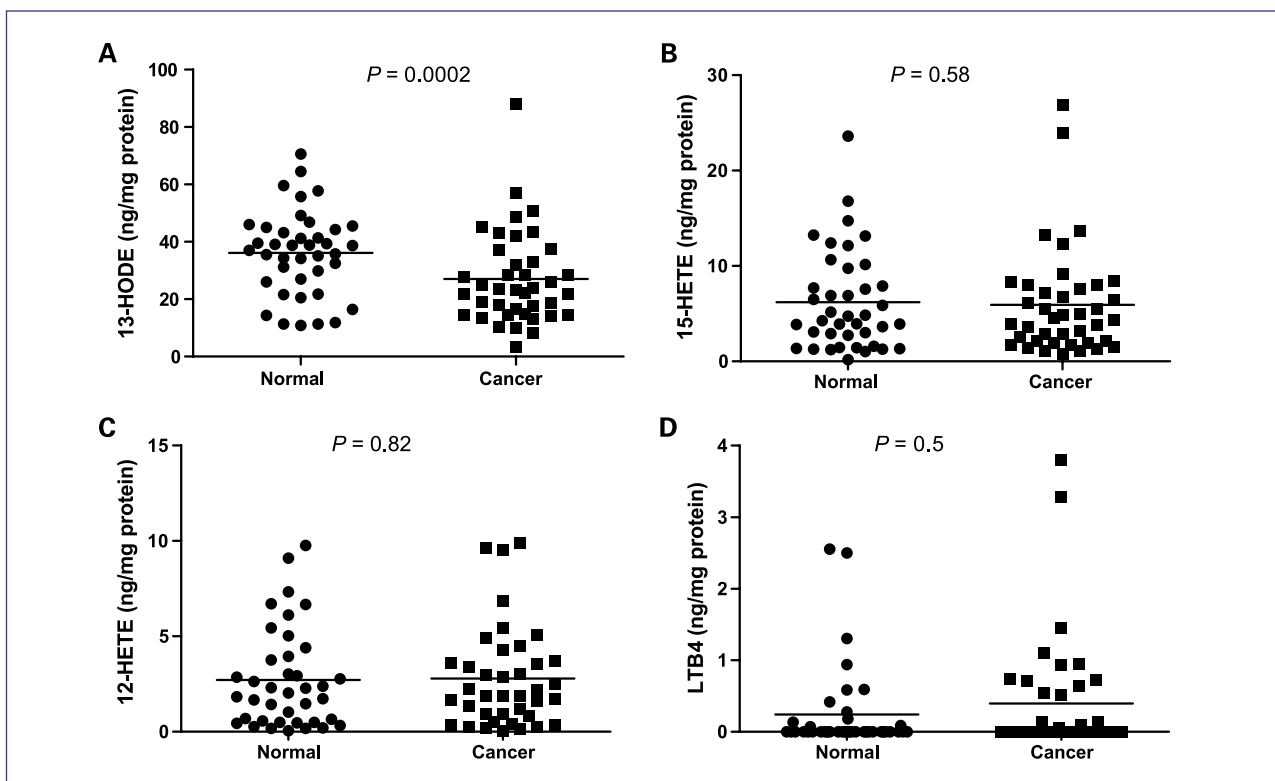 A
P = 0.0002
13-HODE (ng/mg protein)
100
80
60
40
20
0
Normal
Cancer
B
P = 0.58
15-HETE (ng/mg protein)
30
20
10
0
Normal
Cancer
C
P = 0.82
12-HETE (ng/mg protein)
15
10
5
0
Normal
Cancer
D
P = 0.5
LTB4 (ng/mg protein)
4
3
2
1
0
Normal
Cancer